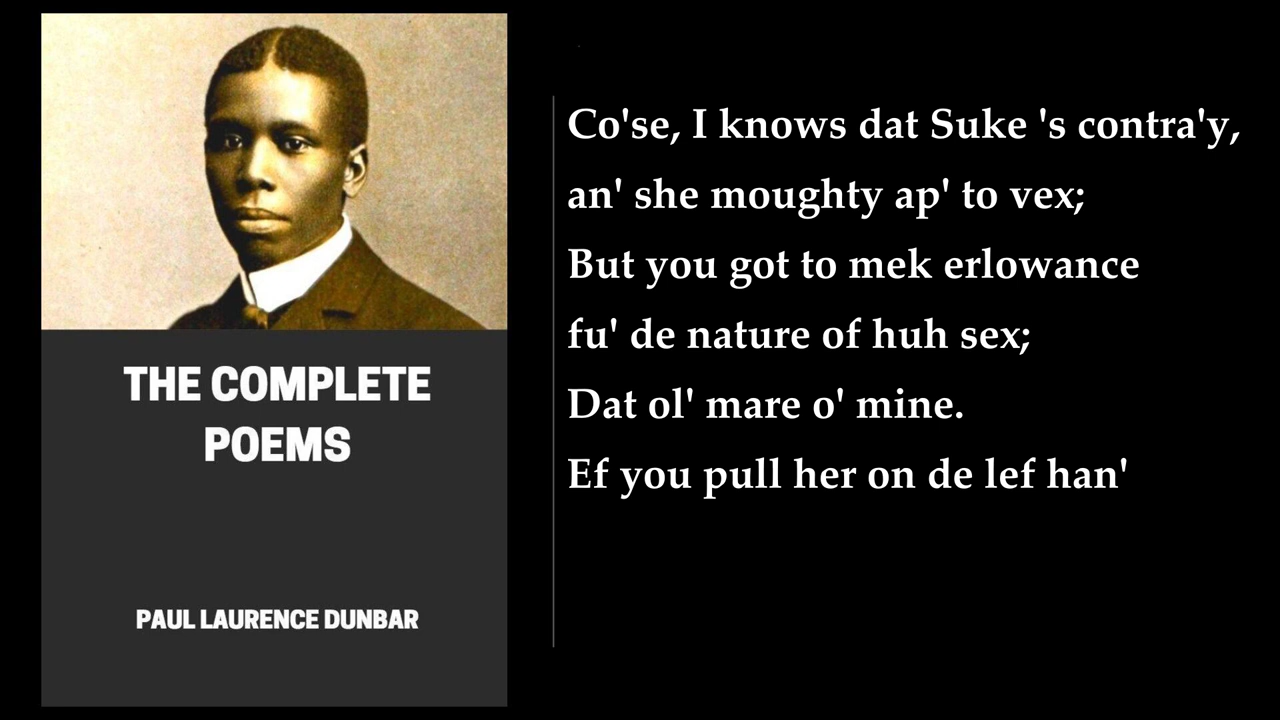 THE COMPLETE
POEMS
PAUL LAURENCE DUNBAR
Co'se, I knows dat Suke 's contra'y,
an' she moughty ap' to vex;
But you got to mek erlowance
fu' de nature of huh sex;
Dat ol' mare o' mine.
Ef you pull her on de lef han'